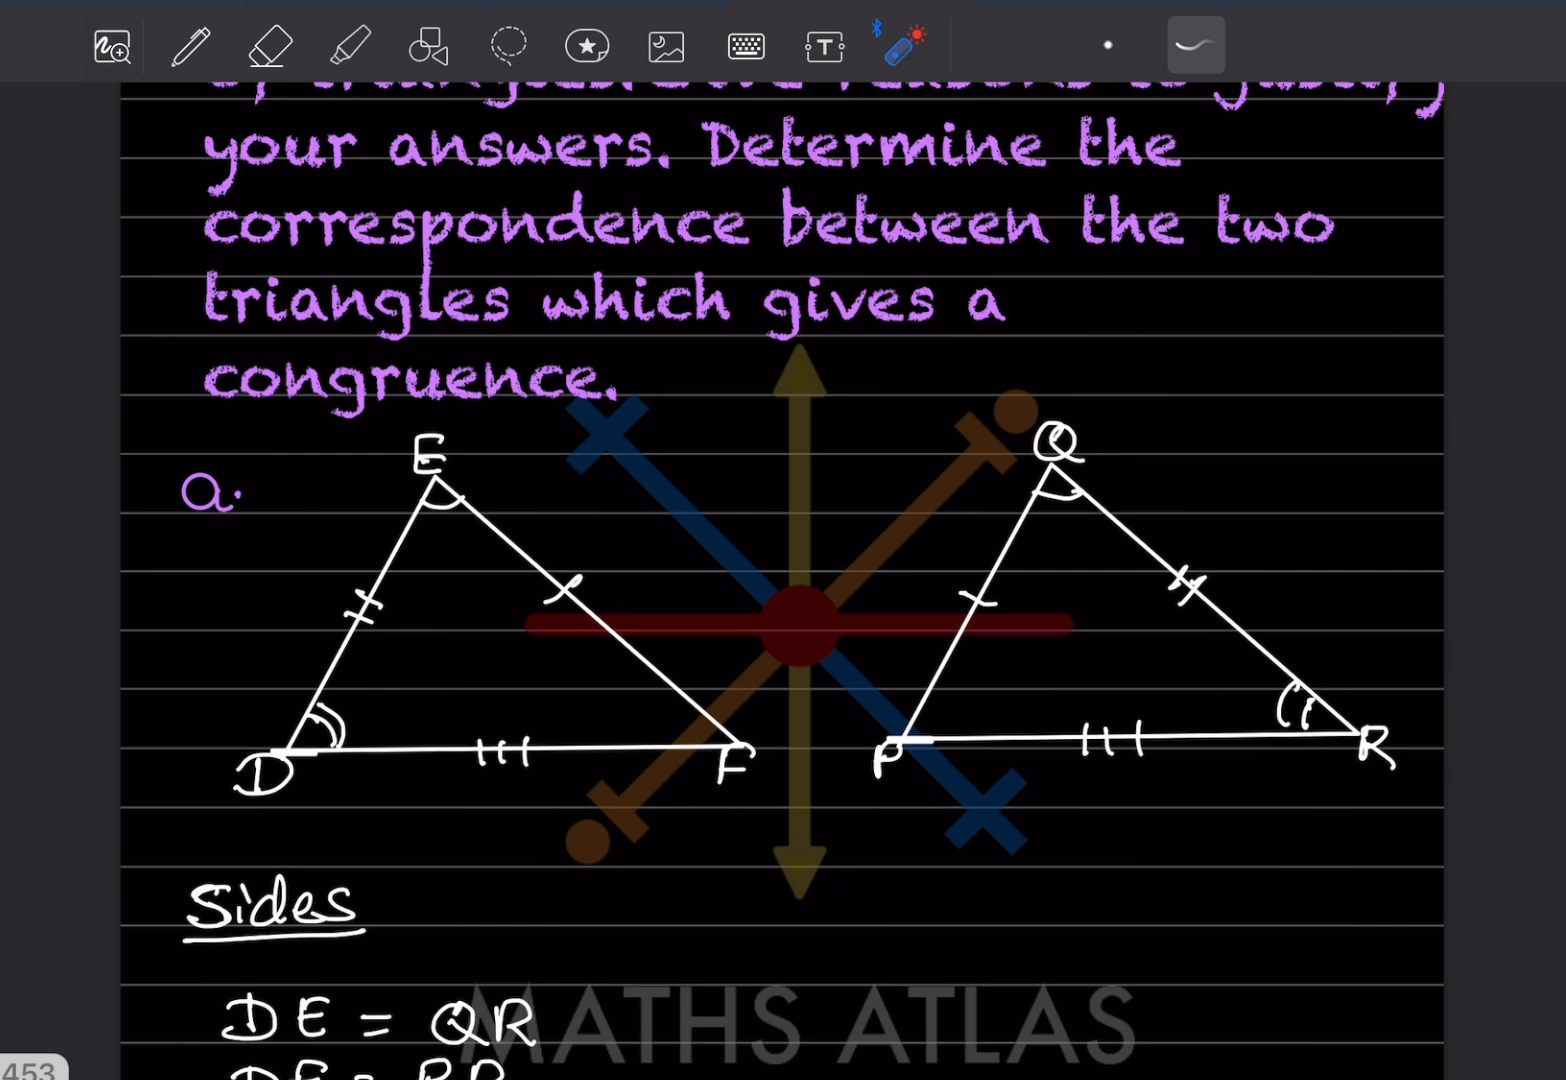 your answers. Determine the
correspondence between the two
triangles which gives a
congruence.
a.
E
Q
D
F
P
R
Sides
DE = QR
MATHS ATLAS
453